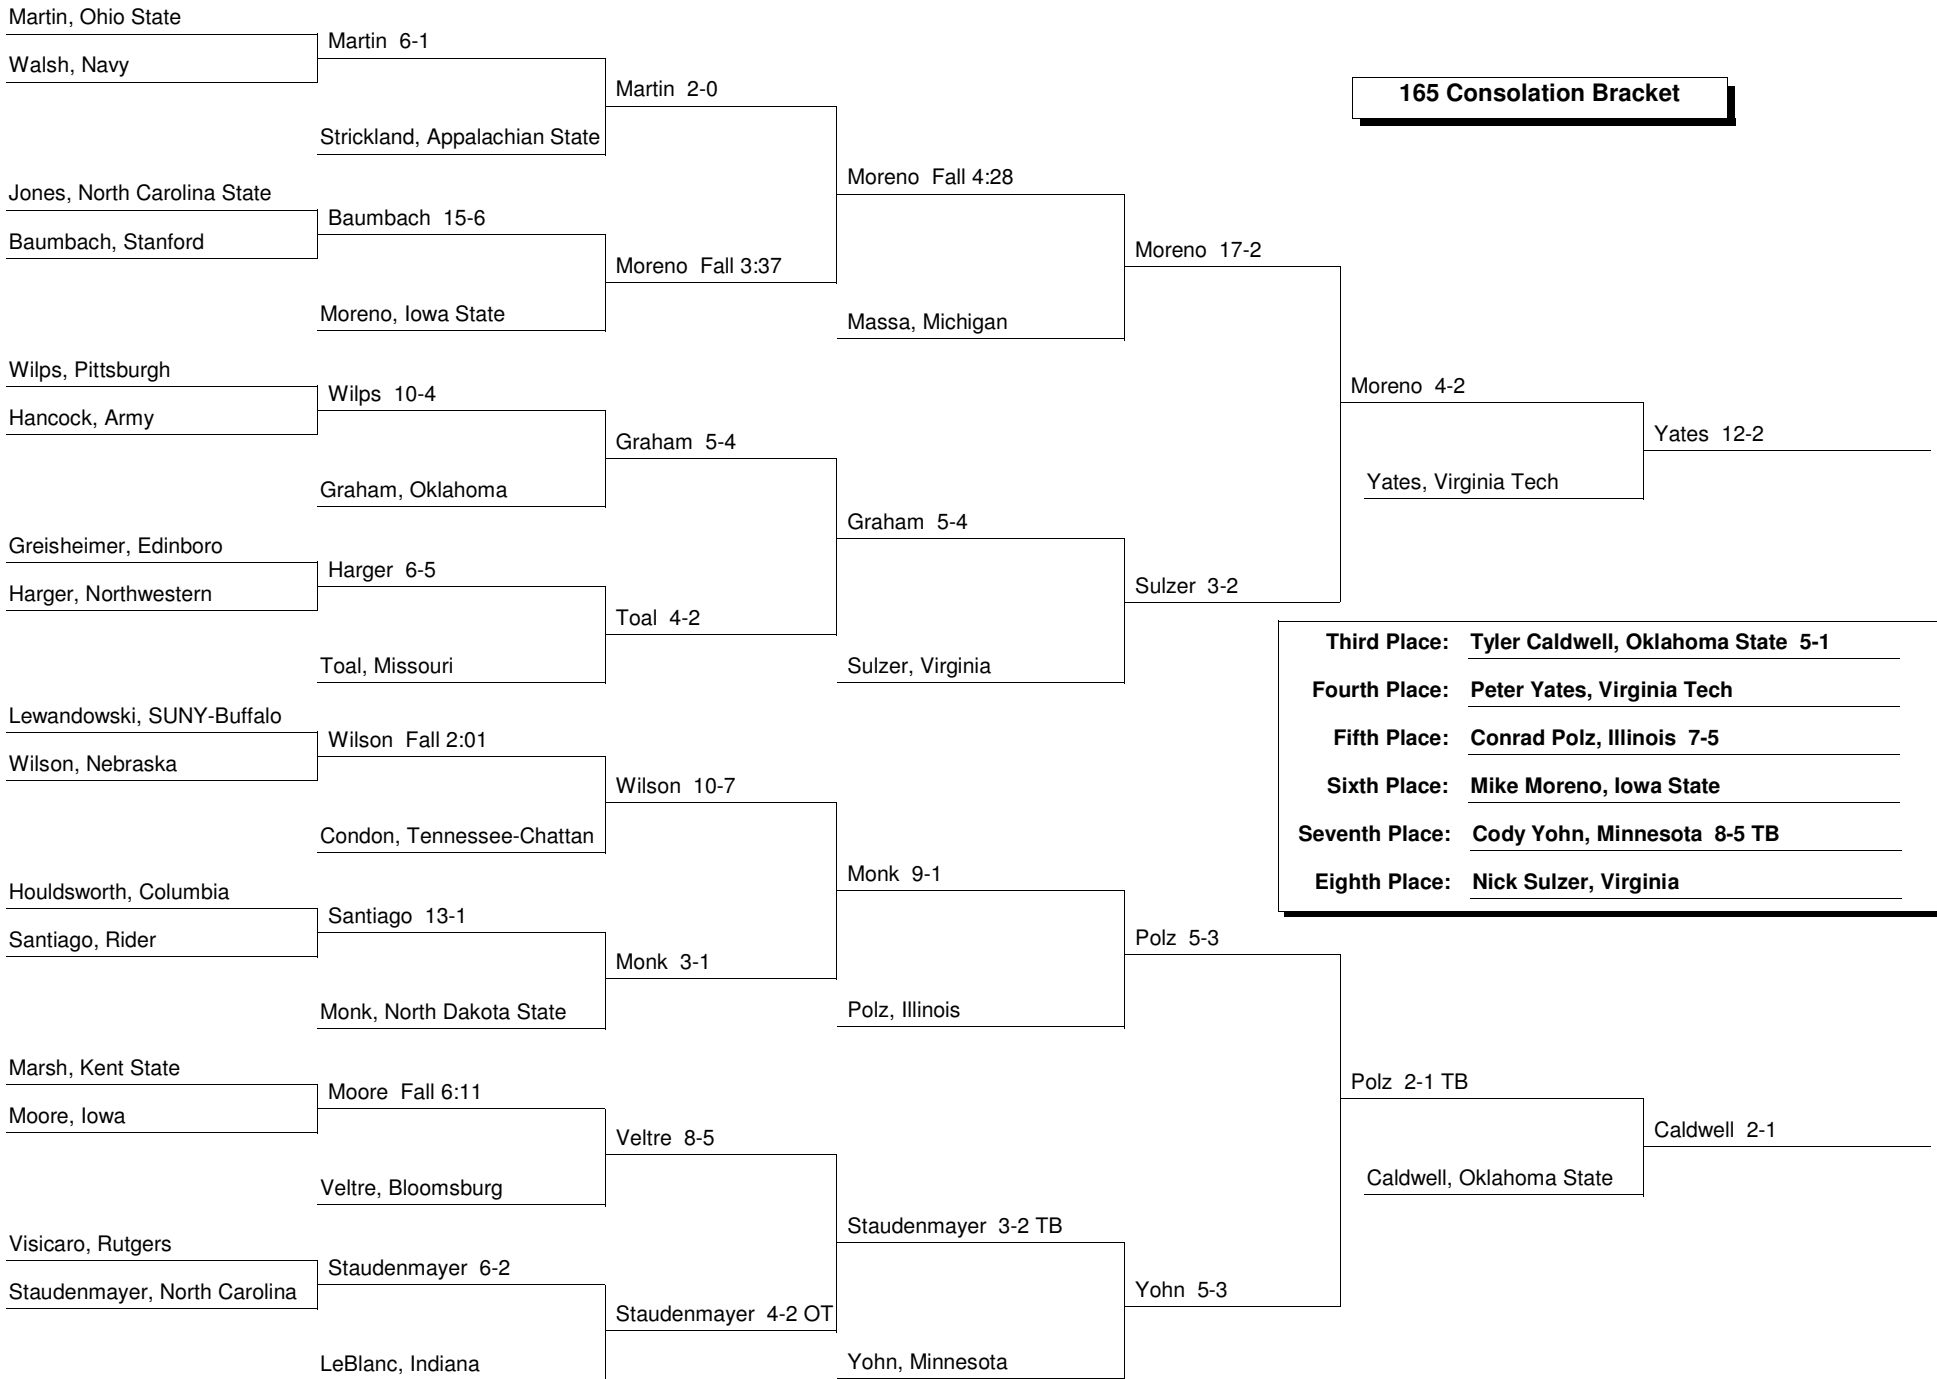 Martin, Ohio State
Walsh, Navy
Martin 6-1
Strickland, Appalachian State
Martin 2-0
Jones, North Carolina State
Baumbach, Stanford
Baumbach 15-6
Moreno, Iowa State
Moreno Fall 3:37
Moreno Fall 4:28
Massa, Michigan
Moreno 17-2
Wilps, Pittsburgh
Hancock, Army
Wilps 10-4
Graham, Oklahoma
Graham 5-4
Greisheimer, Edinboro
Harger, Northwestern
Harger 6-5
Toal, Missouri
Toal 4-2
Graham 5-4
Sulzer, Virginia
Sulzer 3-2
Moreno 4-2
Yates, Virginia Tech
Yates 12-2
Lewandowski, SUNY-Buffalo
Wilson, Nebraska
Wilson Fall 2:01
Condon, Tennessee-Chattan
Wilson 10-7
Houldsworth, Columbia
Santiago, Rider
Santiago 13-1
Monk, North Dakota State
Monk 3-1
Monk 9-1
Polz, Illinois
Polz 5-3
Marsh, Kent State
Moore, Iowa
Moore Fall 6:11
Veltre, Bloomsburg
Veltre 8-5
Visicaro, Rutgers
Staudenmayer, North Carolina
Staudenmayer 6-2
LeBlanc, Indiana
Staudenmayer 4-2 OT
Staudenmayer 3-2 TB
Yohn, Minnesota
Yohn 5-3
Polz 2-1 TB
Caldwell, Oklahoma State
Caldwell 2-1
165 Consolation Bracket
Third Place: Tyler Caldwell, Oklahoma State 5-1
Fourth Place: Peter Yates, Virginia Tech
Fifth Place: Conrad Polz, Illinois 7-5
Sixth Place: Mike Moreno, Iowa State
Seventh Place: Cody Yohn, Minnesota 8-5 TB
Eighth Place: Nick Sulzer, Virginia